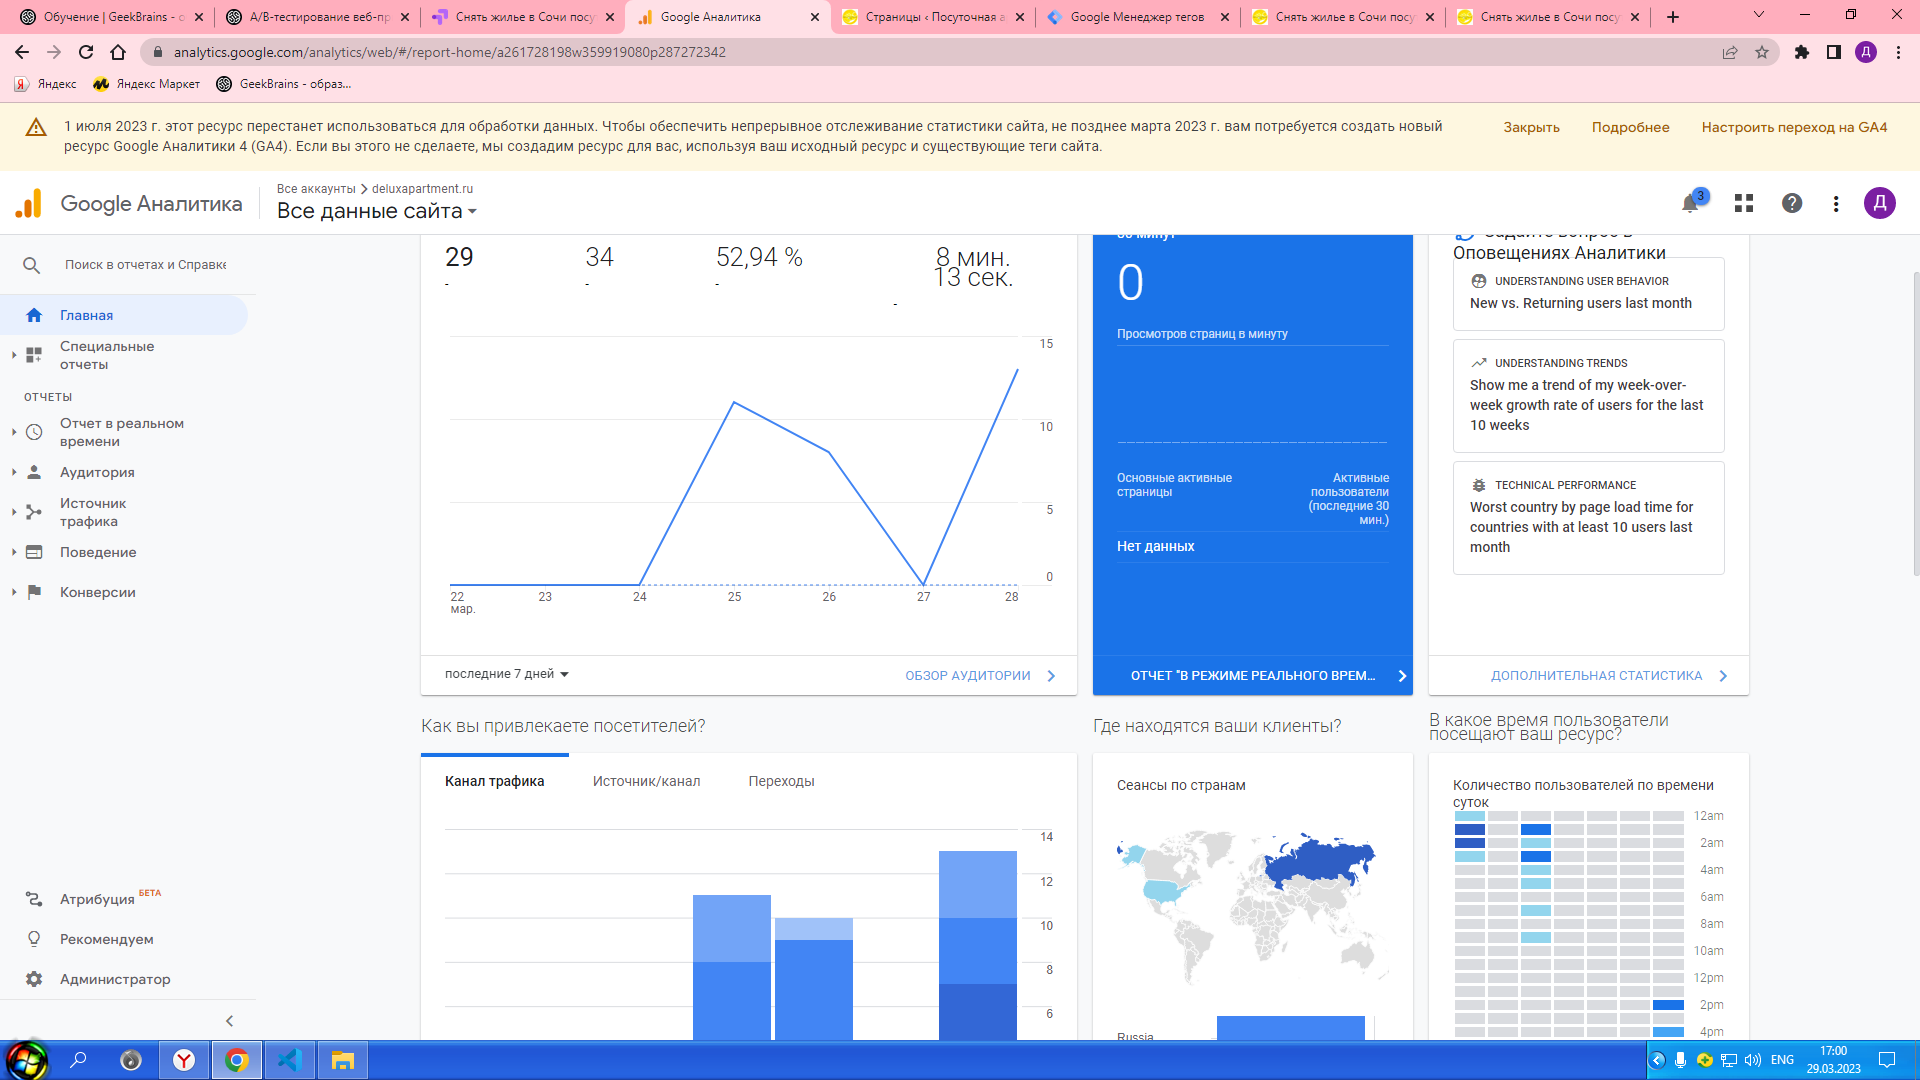 Обучение | GeekBrains - о
A/B-тестирование веб-пр
Снять жилье в Сочи посу
Google Аналитика
Страницы ‹ Посуточная а
Google Менеджер тегов
Снять жилье в Сочи посу
Снять жилье в Сочи посу
analytics.google.com/analytics/web/#/report-home/a261728198w359919080p287272342
Д
Яндекс
Яндекс Маркет
GeekBrains - образ...
1 июля 2023 г. этот ресурс перестанет использоваться для обработки данных. Чтобы обеспечить непрерывное отслеживание статистики сайта, не позднее марта 2023 г. вам потребуется создать новый
ресурс Google Аналитики 4 (GA4). Если вы этого не сделаете, мы создадим ресурс для вас, используя ваш исходный ресурс и существующие теги сайта.
Закрыть
Подробнее
Настроить переход на GA4
Google Аналитика
Все аккаунты > deluxapartment.ru
Все данные сайта
3
Д
Поиск в отчетах и Справке
Главная
Специальные
отчеты
ОТЧЕТЫ
Отчет в реальном
времени
Аудитория
Источник
трафика
Поведение
Конверсии
Атрибуция БЕТА
Рекомендуем
Администратор
29
-
34
-
52,94 %
-
8 мин.
13 сек.
-
15
10
5
0
22
мар.
23
24
25
26
27
28
последние 7 дней
ОБЗОР АУДИТОРИИ
0
Просмотров страниц в минуту
Основные активные
страницы
Активные
пользователи
(последние 30
мин.)
Нет данных
ОТЧЕТ "В РЕЖИМЕ РЕАЛЬНОГО ВРЕМ...
Задайте вопрос в
Оповещениях Аналитики
UNDERSTANDING USER BEHAVIOR
New vs. Returning users last month
UNDERSTANDING TRENDS
Show me a trend of my week-over-
week growth rate of users for the last
10 weeks
TECHNICAL PERFORMANCE
Worst country by page load time for
countries with at least 10 users last
month
ДОПОЛНИТЕЛЬНАЯ СТАТИСТИКА
Как вы привлекаете посетителей?
Канал трафика
Источник/канал
Переходы
14
12
10
8
6
Где находятся ваши клиенты?
Сеансы по странам
Russia
В какое время пользователи
посещают ваш ресурс?
Количество пользователей по времени
суток
12am
2am
4am
6am
8am
10am
12pm
2pm
4pm
ENG
17:00
29.03.2023